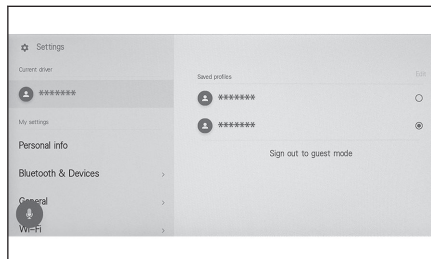 Settings
Current driver
*******
My settings
Personal info
Bluetooth & Devices
General
Wi-Fi
Saved profiles
Edit
*******
*******
Sign out to guest mode